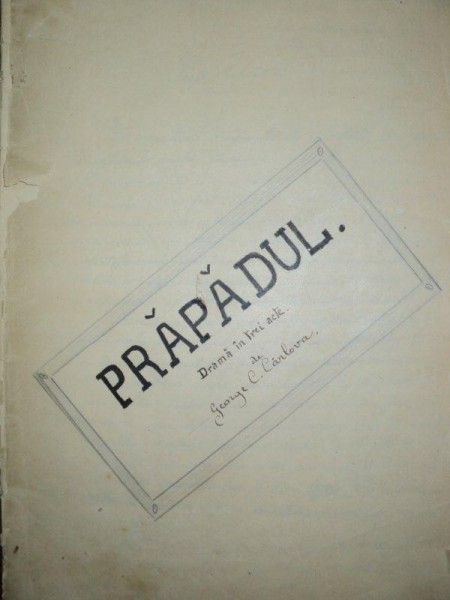 PRĂPĂDUL.
Dramă în trei acte.
de
George C. Cârlova.